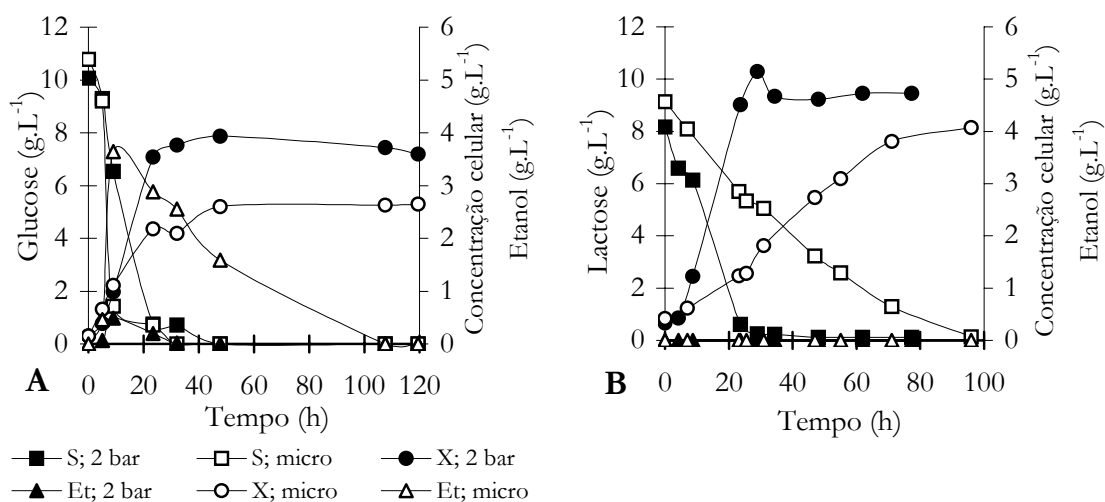 12
10
8
6
4
2
0
Glucose (g.L-1)
6
5
4
3
2
1
0
Concentração celular (g.L-1)
Etanol (g.L-1)
0 20 40 60 80 100 120
Tempo (h)
A
12
10
8
6
4
2
0
Lactose (g.L-1)
6
5
4
3
2
1
0
Concentração celular (g.L-1)
Etanol (g.L-1)
0 20 40 60 80 100
Tempo (h)
B
S; 2 bar S; micro X; 2 bar
Et; 2 bar X; micro Et; micro